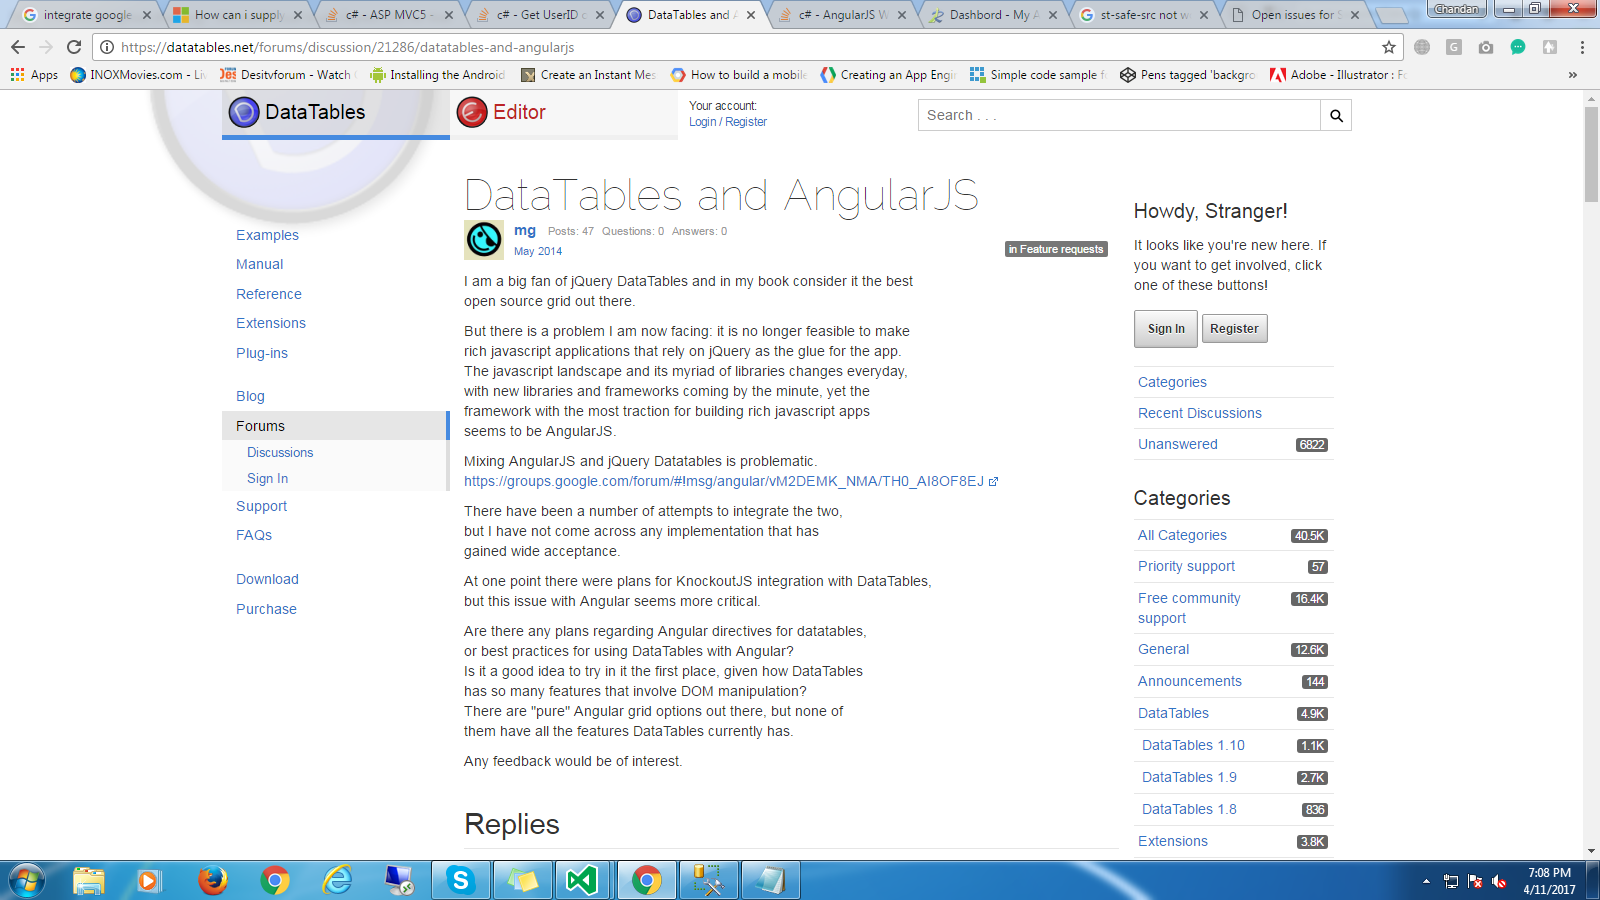 integrate google
How can i supply
c# - ASP MVC5 -
c# - Get UserID c
DataTables and A
c# - AngularJS W
Dashbord - My A
st-safe-src not w
Open issues for S
Chandan
https://datatables.net/forums/discussion/21286/datatables-and-angularjs
Apps
INOXMovies.com - Liv
Desitvforum - Watch
Installing the Android
Create an Instant Mes
How to build a mobile
Creating an App Engi
Simple code sample f
Pens tagged 'backgro
Adobe - Illustrator : Fo
»
DataTables
Editor
Your account:
Login / Register
Search . . .
Examples
Manual
Reference
Extensions
Plug-ins
Blog
Forums
Discussions
Sign In
Support
FAQs
Download
Purchase
DataTables and AngularJS
mg Posts: 47 Questions: 0 Answers: 0
May 2014
in Feature requests
I am a big fan of jQuery DataTables and in my book consider it the best
open source grid out there.
But there is a problem I am now facing: it is no longer feasible to make
rich javascript applications that rely on jQuery as the glue for the app.
The javascript landscape and its myriad of libraries changes everyday,
with new libraries and frameworks coming by the minute, yet the
framework with the most traction for building rich javascript apps
seems to be AngularJS.
Mixing AngularJS and jQuery Datatables is problematic.
https://groups.google.com/forum/#!msg/angular/vM2DEMK_NMA/TH0_AI8OF8EJ
There have been a number of attempts to integrate the two,
but I have not come across any implementation that has
gained wide acceptance.
At one point there were plans for KnockoutJS integration with DataTables,
but this issue with Angular seems more critical.
Are there any plans regarding Angular directives for datatables,
or best practices for using DataTables with Angular?
Is it a good idea to try in it the first place, given how DataTables
has so many features that involve DOM manipulation?
There are "pure" Angular grid options out there, but none of
them have all the features DataTables currently has.
Any feedback would be of interest.
Replies
Howdy, Stranger!
It looks like you're new here. If
you want to get involved, click
one of these buttons!
Sign In
Register
Categories
Recent Discussions
Unanswered 6822
Categories
All Categories 40.5K
Priority support 57
Free community
support 16.4K
General 12.6K
Announcements 144
DataTables 4.9K
DataTables 1.10 1.1K
DataTables 1.9 2.7K
DataTables 1.8 836
Extensions 3.8K
7:08 PM
4/11/2017